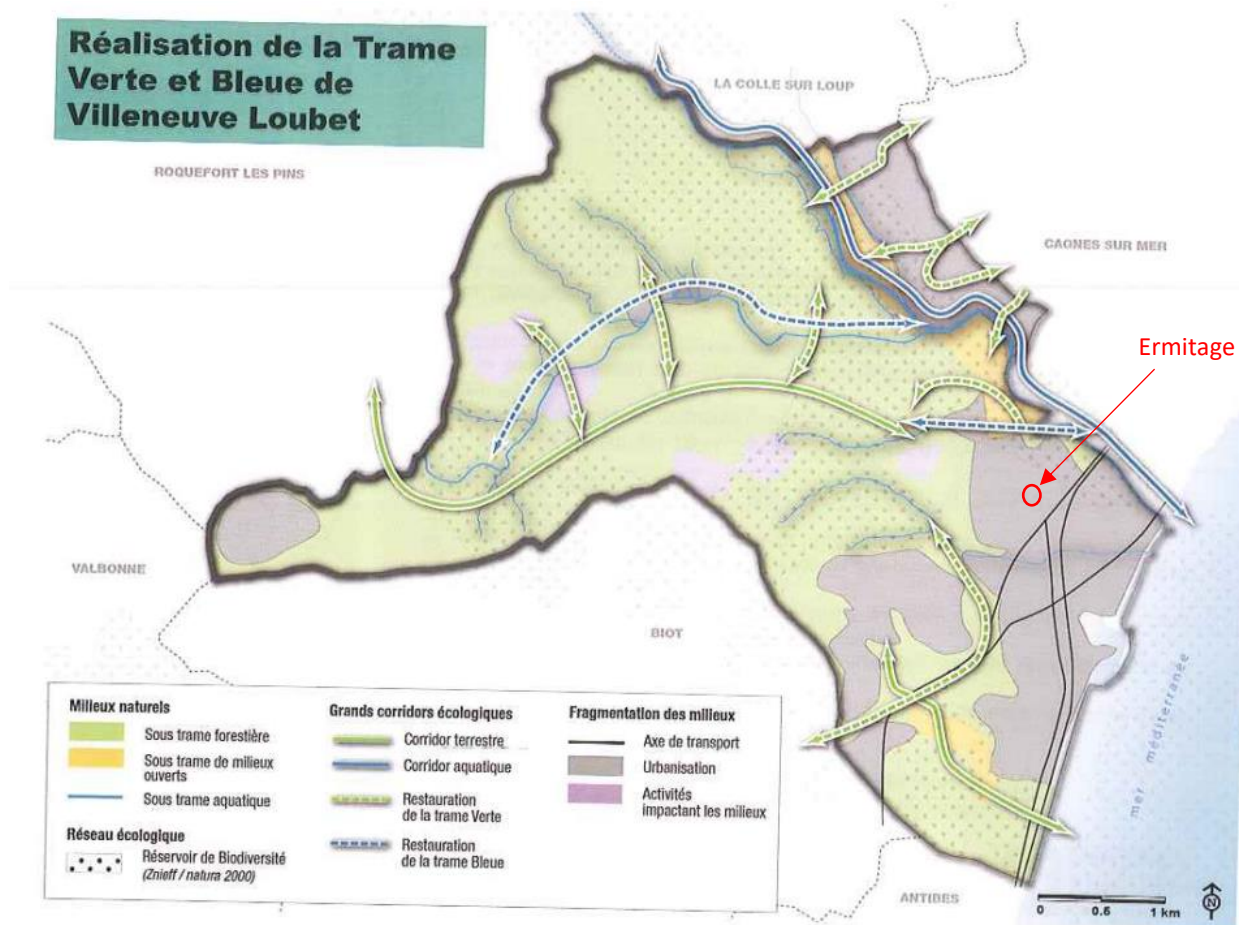 Réalisation de la Trame
Verte et Bleue de
Villeneuve Loubet
LA COLLE SUR LOUP
ROQUEFORT LES PINS
CAGNES SUR MER
Ermitage
VALBONNE
BIOT
mer méditerranée
ANTIBES
Milieux naturels
Sous trame forestière
Sous trame de milieux
ouverts
Sous trame aquatique
Réseau écologique
Réservoir de Biodiversité
(Znieff / natura 2000)
Grands corridors écologiques
Corridor terrestre
Corridor aquatique
Restauration
de la trame Verte
Restauration
de la trame Bleue
Fragmentation des milieux
Axe de transport
Urbanisation
Activités
impactant les milieux
0 0.5 1 km
N